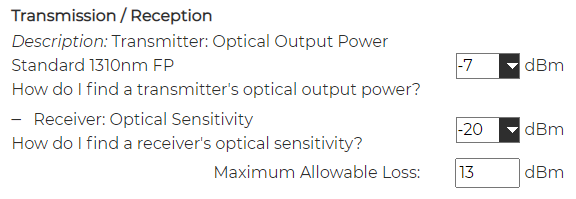 Transmission / Reception
Description: Transmitter: Optical Output Power
Standard 1310nm FP
-7 dBm
How do I find a transmitter's optical output power?
– Receiver: Optical Sensitivity
-20 dBm
How do I find a receiver's optical sensitivity?
Maximum Allowable Loss: 13 dBm